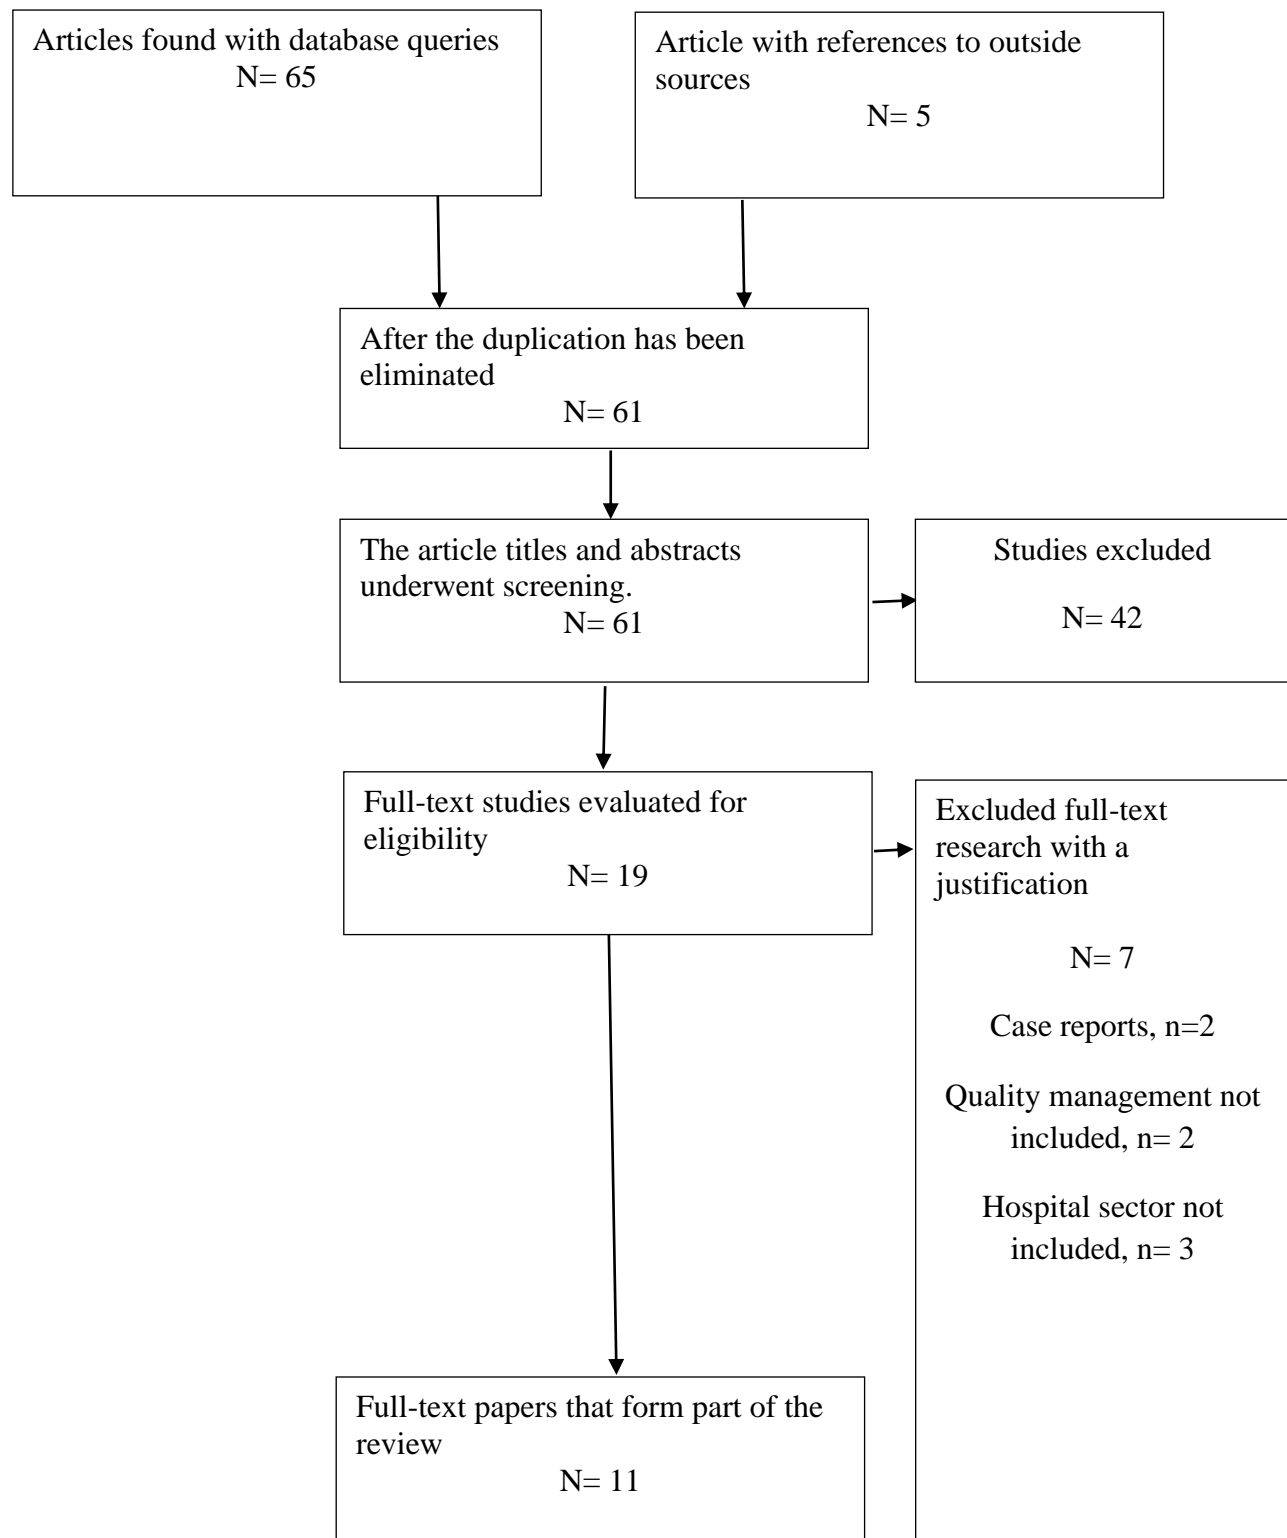 Articles found with database queries
N= 65
Article with references to outside
sources
N= 5
After the duplication has been
eliminated
N= 61
The article titles and abstracts
underwent screening.
N= 61
Studies excluded
N= 42
Full-text studies evaluated for
eligibility
N= 19
Excluded full-text
research with a
justification
N= 7
Case reports, n=2
Quality management not
included, n= 2
Hospital sector not
included, n= 3
Full-text papers that form part of the
review
N= 11